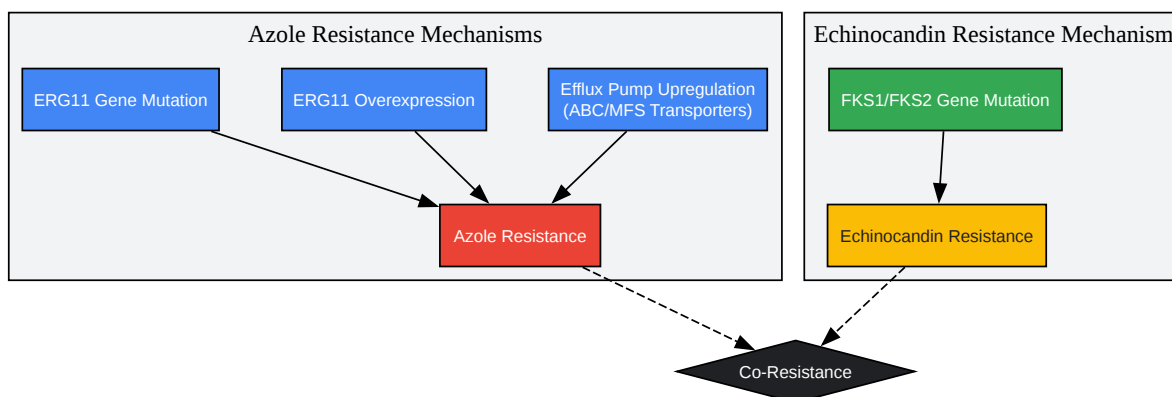 Azole Resistance Mechanisms
Echinocandin Resistance Mechanism
ERG11 Gene Mutation
ERG11 Overexpression
Efflux Pump Upregulation
(ABC/MFS Transporters)
FKS1/FKS2 Gene Mutation
Azole Resistance
Echinocandin Resistance
Co-Resistance